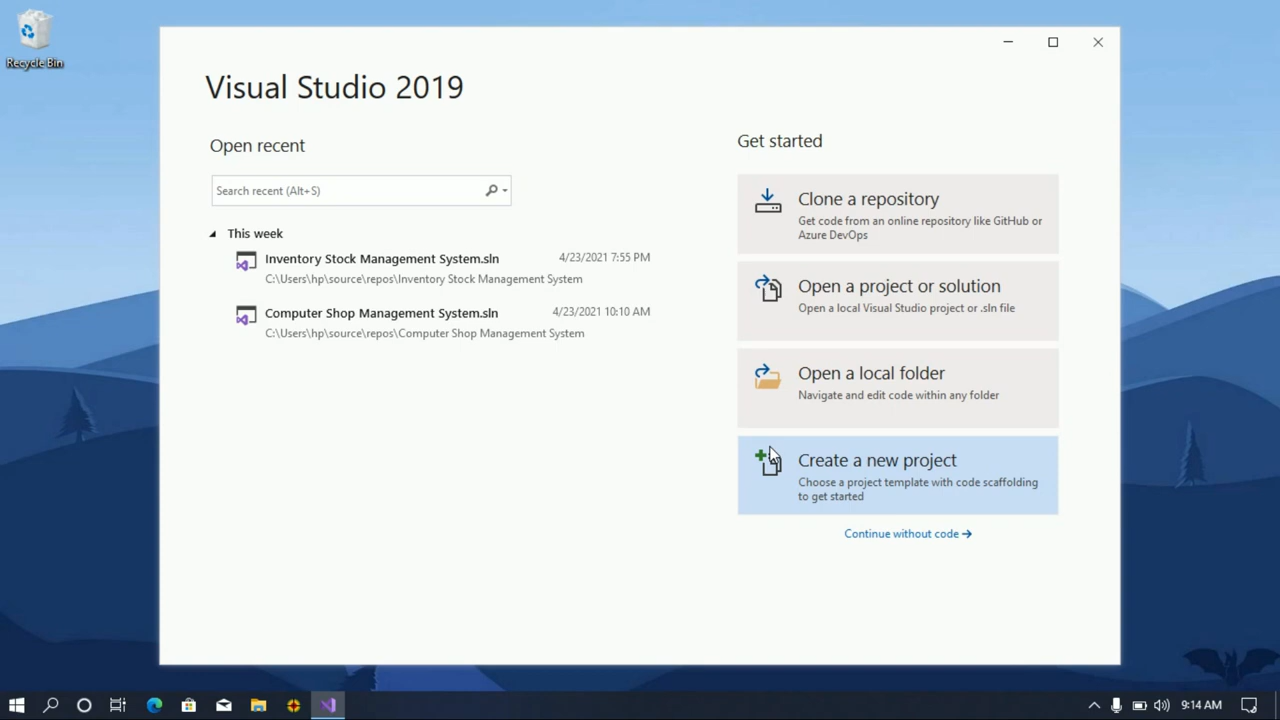 Recycle Bin
Visual Studio 2019
Open recent
Search recent (Alt+S)
This week
Inventory Stock Management System.sln
4/23/2021 7:55 PM
C:\Users\hp\source\repos\Inventory Stock Management System
Computer Shop Management System.sln
4/23/2021 10:10 AM
C:\Users\hp\source\repos\Computer Shop Management System
Get started
Clone a repository
Get code from an online repository like GitHub or
Azure DevOps
Open a project or solution
Open a local Visual Studio project or .sln file
Open a local folder
Navigate and edit code within any folder
Create a new project
Choose a project template with code scaffolding
to get started
Continue without code
9:14 AM